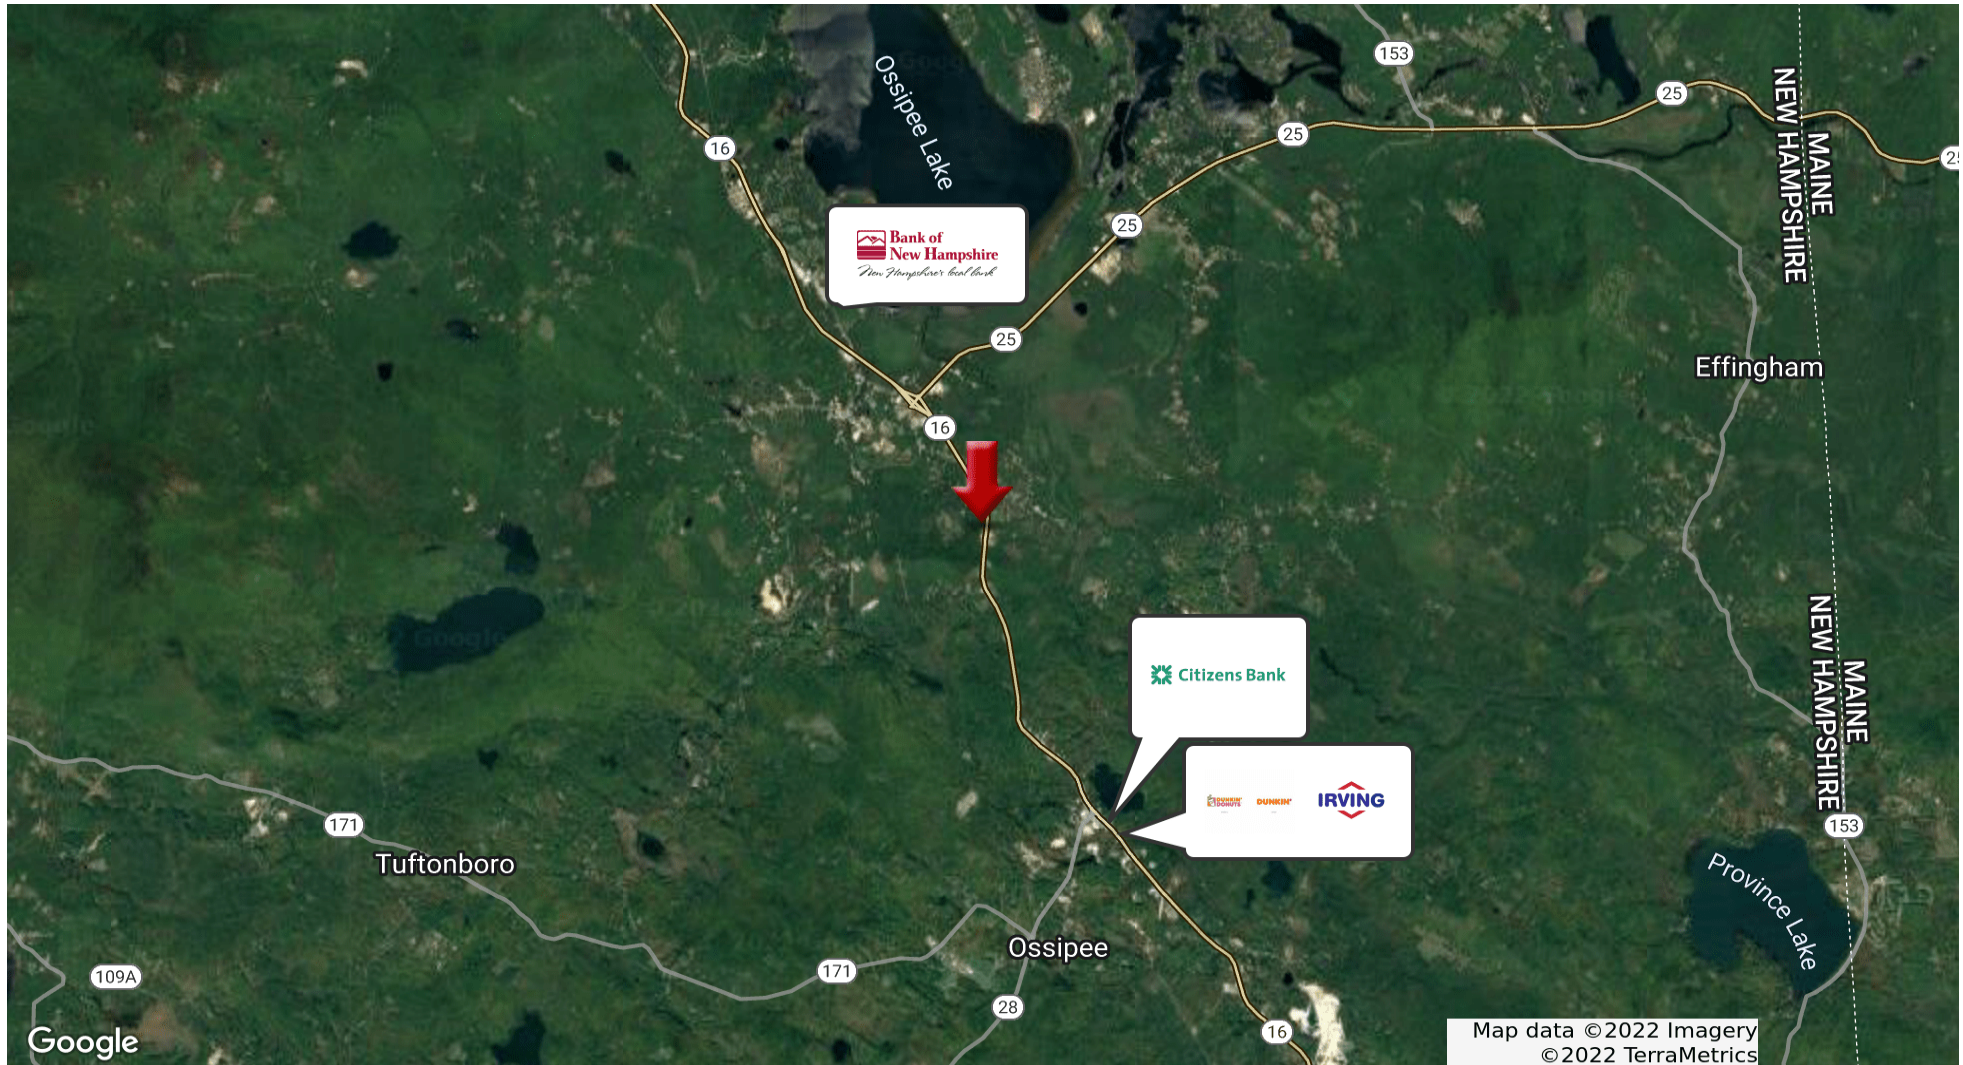 153
25
25
25
25
25
16
Ossipee Lake
NEW HAMPSHIRE
MAINE
Bank of
New Hampshire
New Hampshire's local bank
16
Effingham
Citizens Bank
NEW HAMPSHIRE
MAINE
DUNKIN'
DONUTS
DUNKIN'
IRVING
171
153
Tuftonboro
Province Lake
Ossipee
171
109A
28
16
Google
Map data ©2022 Imagery
©2022 TerraMetrics